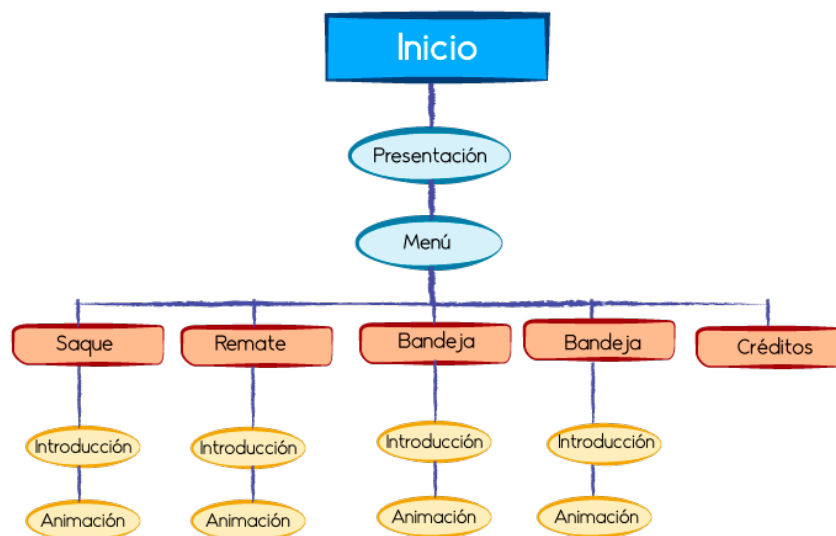 Inicio
Presentación
Menú
Saque
Remate
Bandeja
Bandeja
Créditos
Introducción
Introducción
Introducción
Introducción
Animación
Animación
Animación
Animación